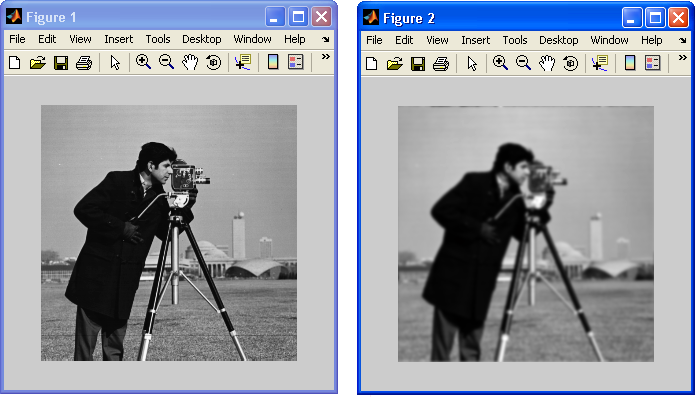 Figure 1
File Edit View Insert Tools Desktop Window Help
Figure 2
File Edit View Insert Tools Desktop Window Help